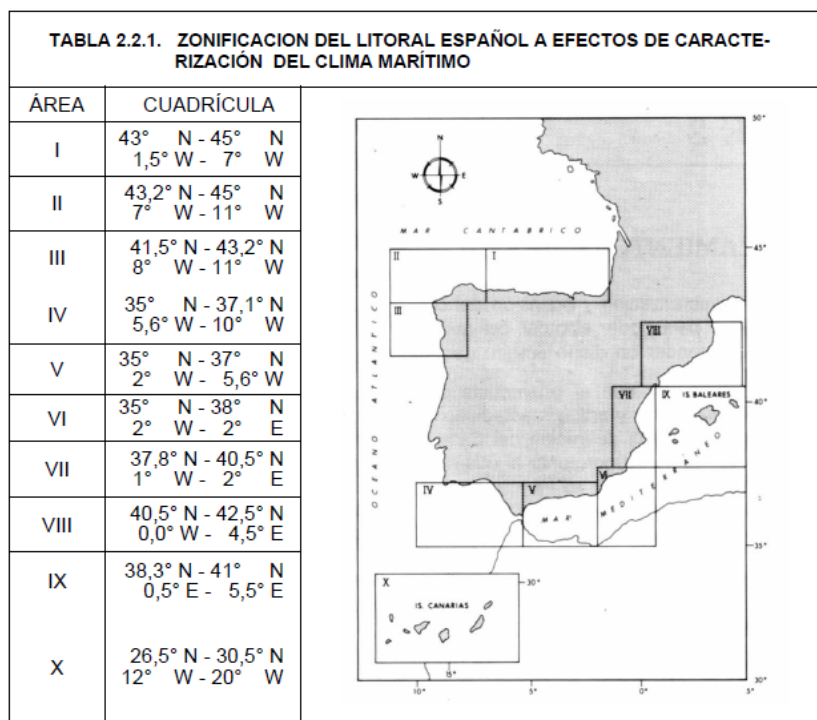 TABLA 2.2.1. ZONIFICACION DEL LITORAL ESPAÑOL A EFECTOS DE CARACTE-
RIZACIÓN DEL CLIMA MARÍTIMO
ÁREA CUADRÍCULA
I 43° N - 45° N
1,5° W - 7° W
II 43,2° N - 45° N
7° W - 11° W
III 41,5° N - 43,2° N
8° W - 11° W
IV 35° N - 37,1° N
5,6° W - 10° W
V 35° N - 37° N
2° W - 5,6° W
VI 35° N - 38° N
2° W - 2° E
VII 37,8° N - 40,5° N
1° W - 2° E
VIII 40,5° N - 42,5° N
0,0° W - 4,5° E
IX 38,3° N - 41° N
0,5° E - 5,5° E
X 26,5° N - 30,5° N
12° W - 20° W
50°
N
W E
S
MAR CANTABRICO
45°
II I
III
OCEANO ATLANTICO
VIII
40°
VII IX IS. BALEARES
VI
MAR MEDITERRANEO
IV V
35°
X
IS. CANARIAS
30°
15°
30°
10° 5° 0° 5°